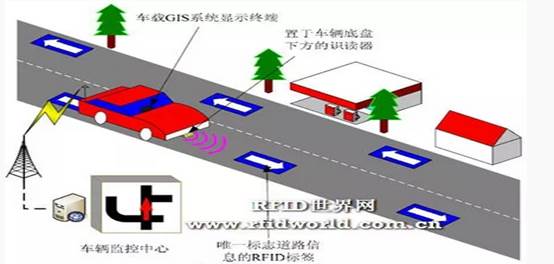 车载GIS系统显示终端
置于车辆底盘
下方的识读器
RFID世界网
www.rfidworld.com.cn
车辆监控中心
唯一标志道路信
息的RFID标签